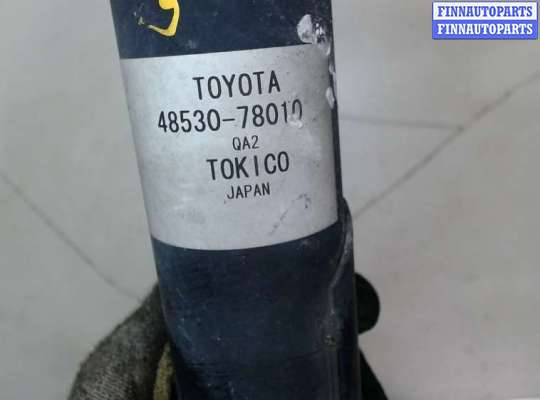 FINNAUTOPARTS
FINNAUTOPARTS
TOYOTA
48530-78010
QA2
TOKICO
JAPAN